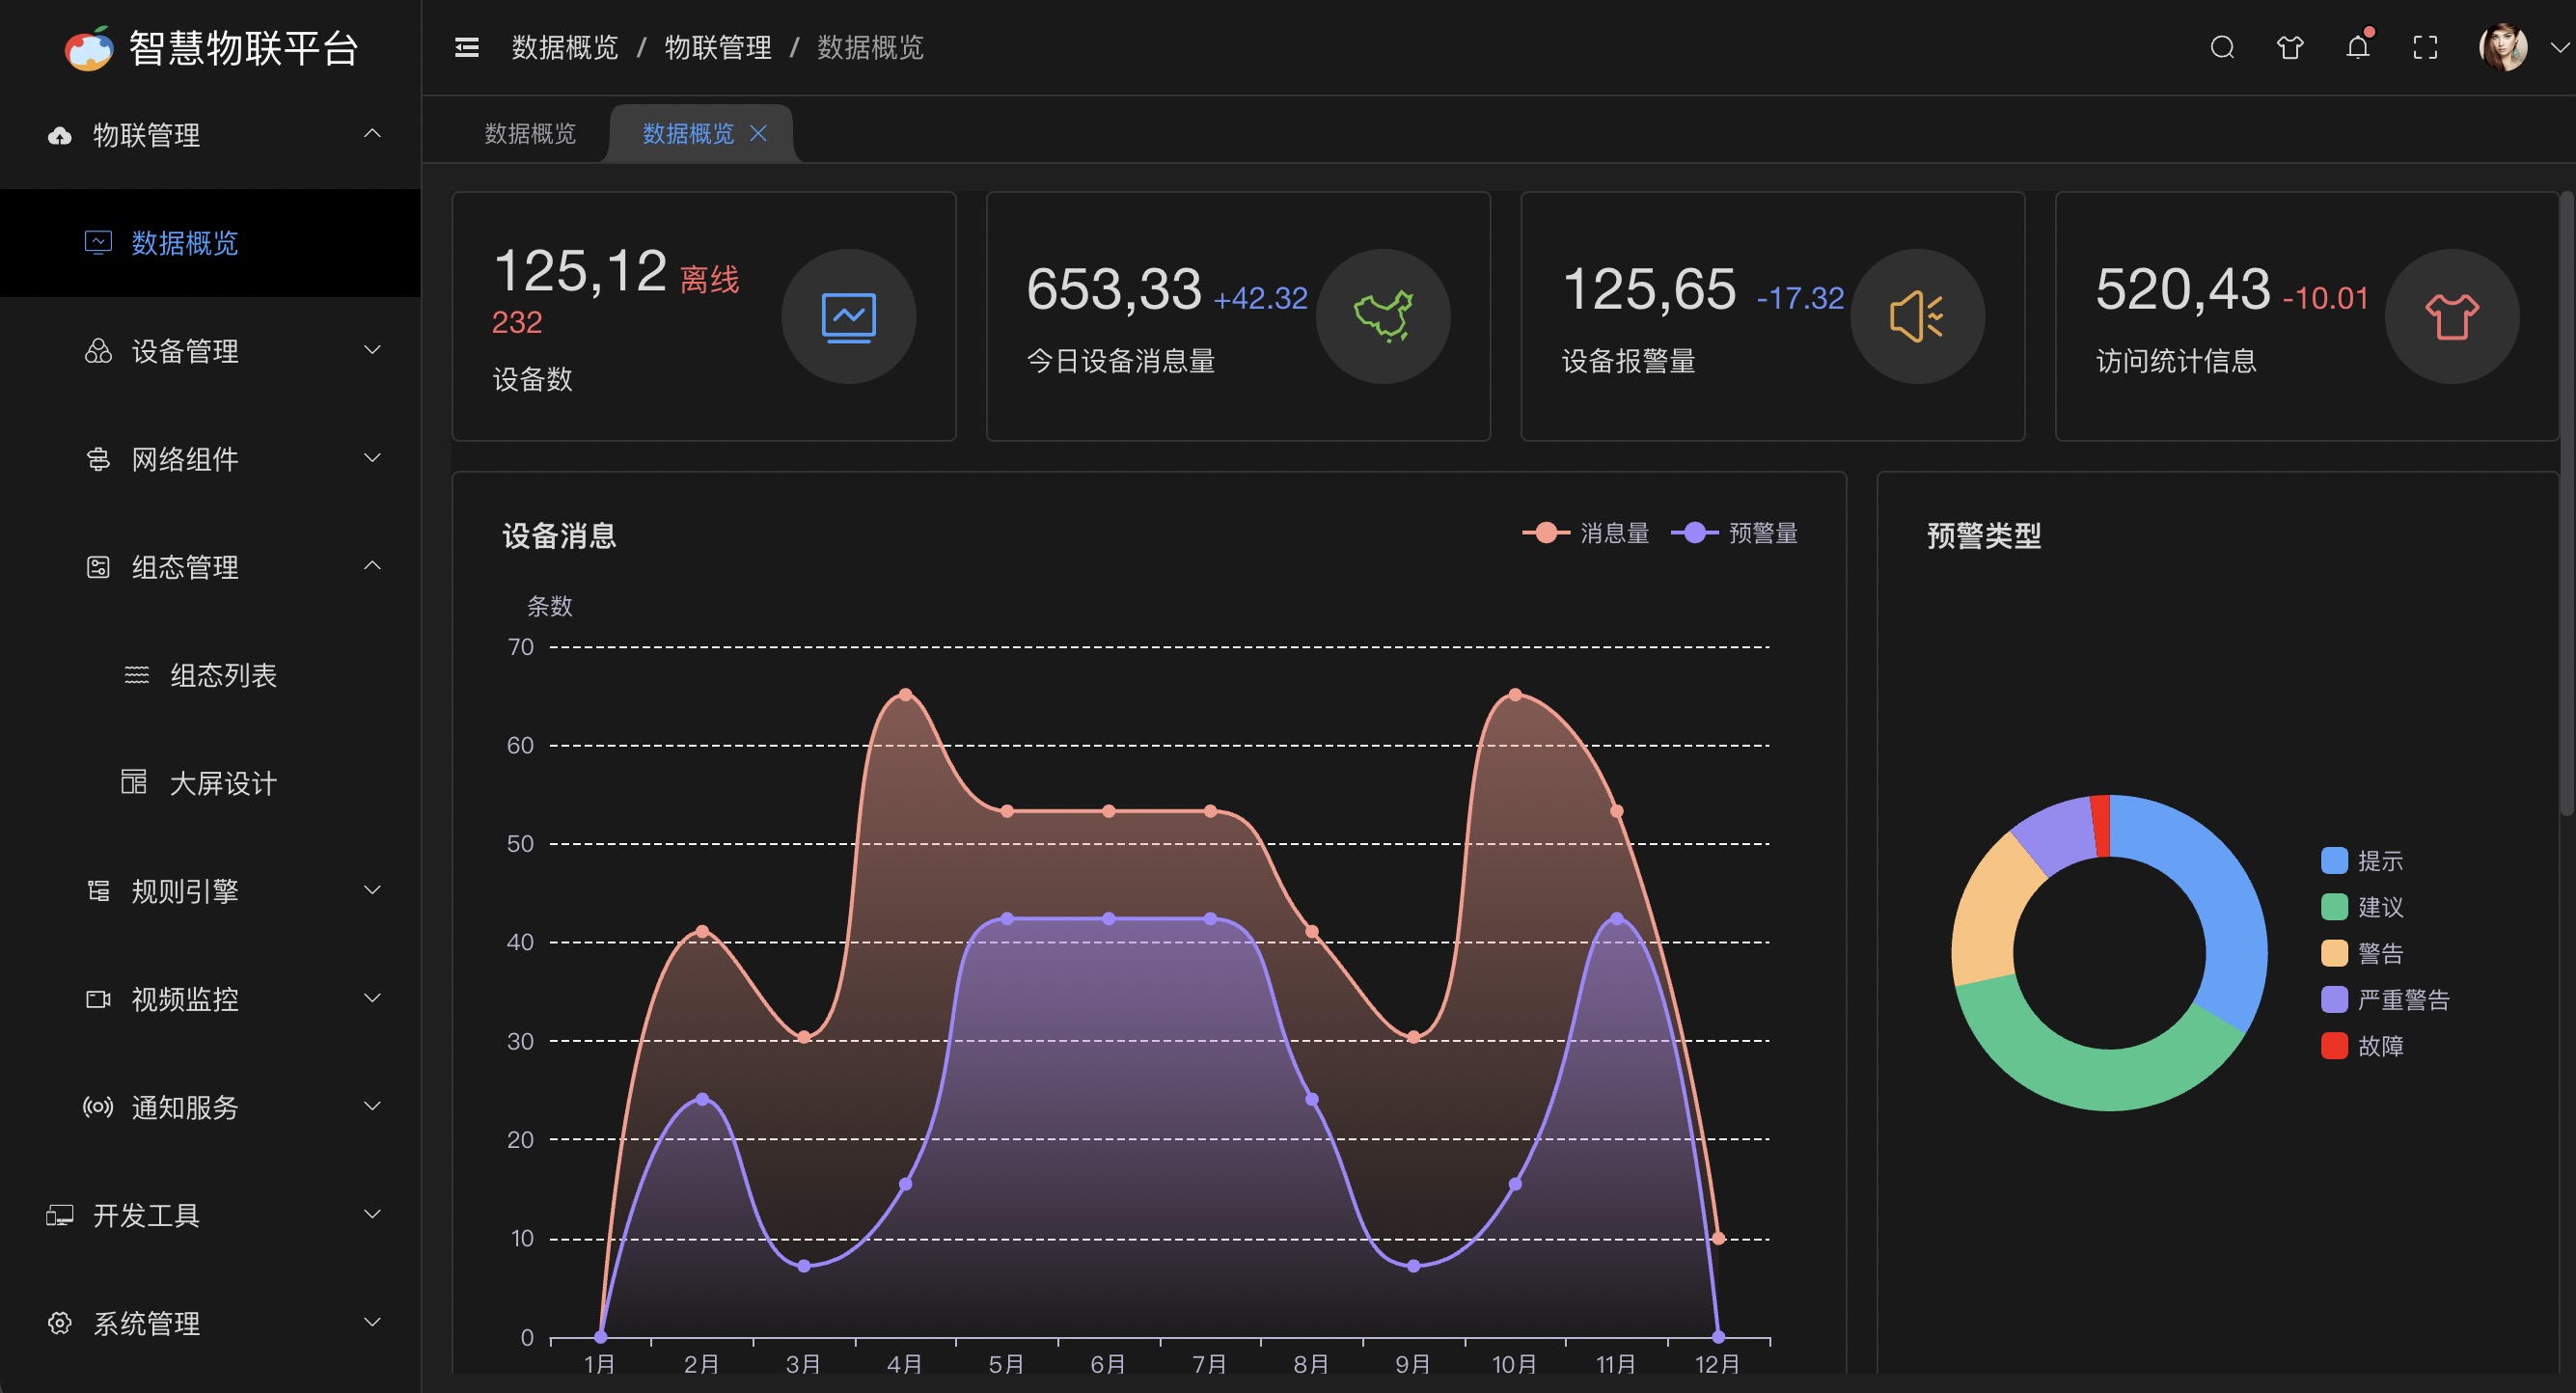 智慧物联平台
物联管理
数据概览
设备管理
网络组件
组态管理
组态列表
大屏设计
规则引擎
视频监控
通知服务
开发工具
系统管理
数据概览 / 物联管理 / 数据概览
数据概览 数据概览
125,12 离线
232
设备数
653,33 +42.32
今日设备消息量
125,65 -17.32
设备报警量
520,43 -10.01
访问统计信息
设备消息
消息量 预警量
条数
70
60
50
40
30
20
10
0
1月 2月 3月 4月 5月 6月 7月 8月 9月 10月 11月 12月
预警类型
提示
建议
警告
严重警告
故障